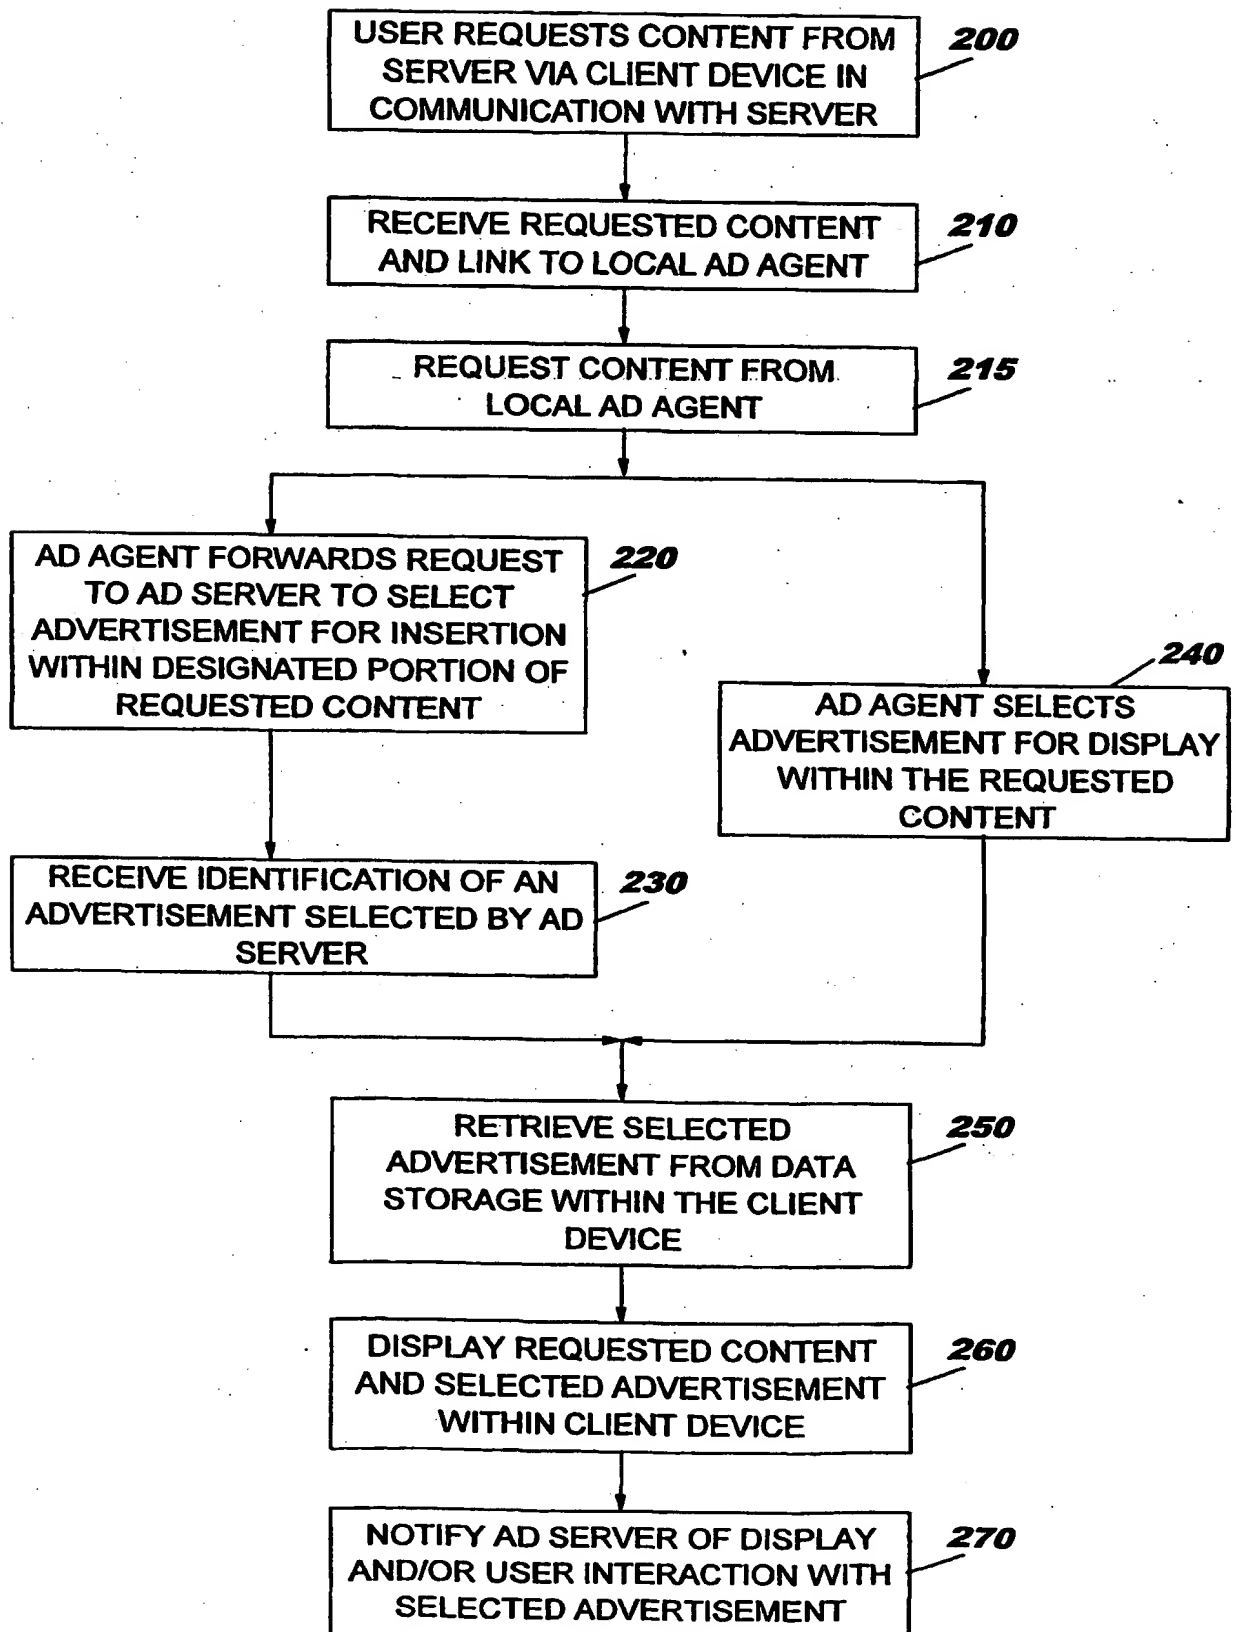 USER REQUESTS CONTENT FROM
SERVER VIA CLIENT DEVICE IN
COMMUNICATION WITH SERVER
200
RECEIVE REQUESTED CONTENT
AND LINK TO LOCAL AD AGENT
210
REQUEST CONTENT FROM
LOCAL AD AGENT
215
AD AGENT FORWARDS REQUEST
TO AD SERVER TO SELECT
ADVERTISEMENT FOR INSERTION
WITHIN DESIGNATED PORTION OF
REQUESTED CONTENT
220
240
AD AGENT SELECTS
ADVERTISEMENT FOR DISPLAY
WITHIN THE REQUESTED
CONTENT
RECEIVE IDENTIFICATION OF AN
ADVERTISEMENT SELECTED BY AD
SERVER
230
RETRIEVE SELECTED
ADVERTISEMENT FROM DATA
STORAGE WITHIN THE CLIENT
DEVICE
250
DISPLAY REQUESTED CONTENT
AND SELECTED ADVERTISEMENT
WITHIN CLIENT DEVICE
260
NOTIFY AD SERVER OF DISPLAY
AND/OR USER INTERACTION WITH
SELECTED ADVERTISEMENT
270